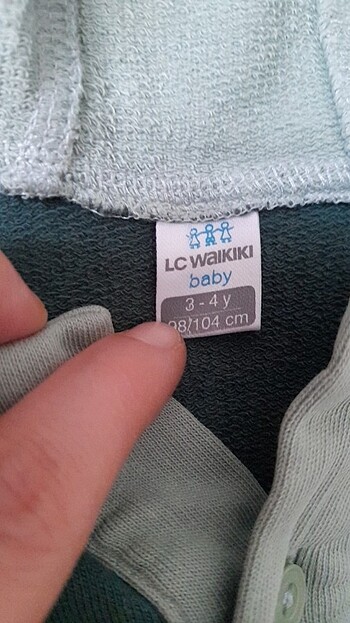 LC WAIKIKI
baby
3 - 4 y
98/104 cm